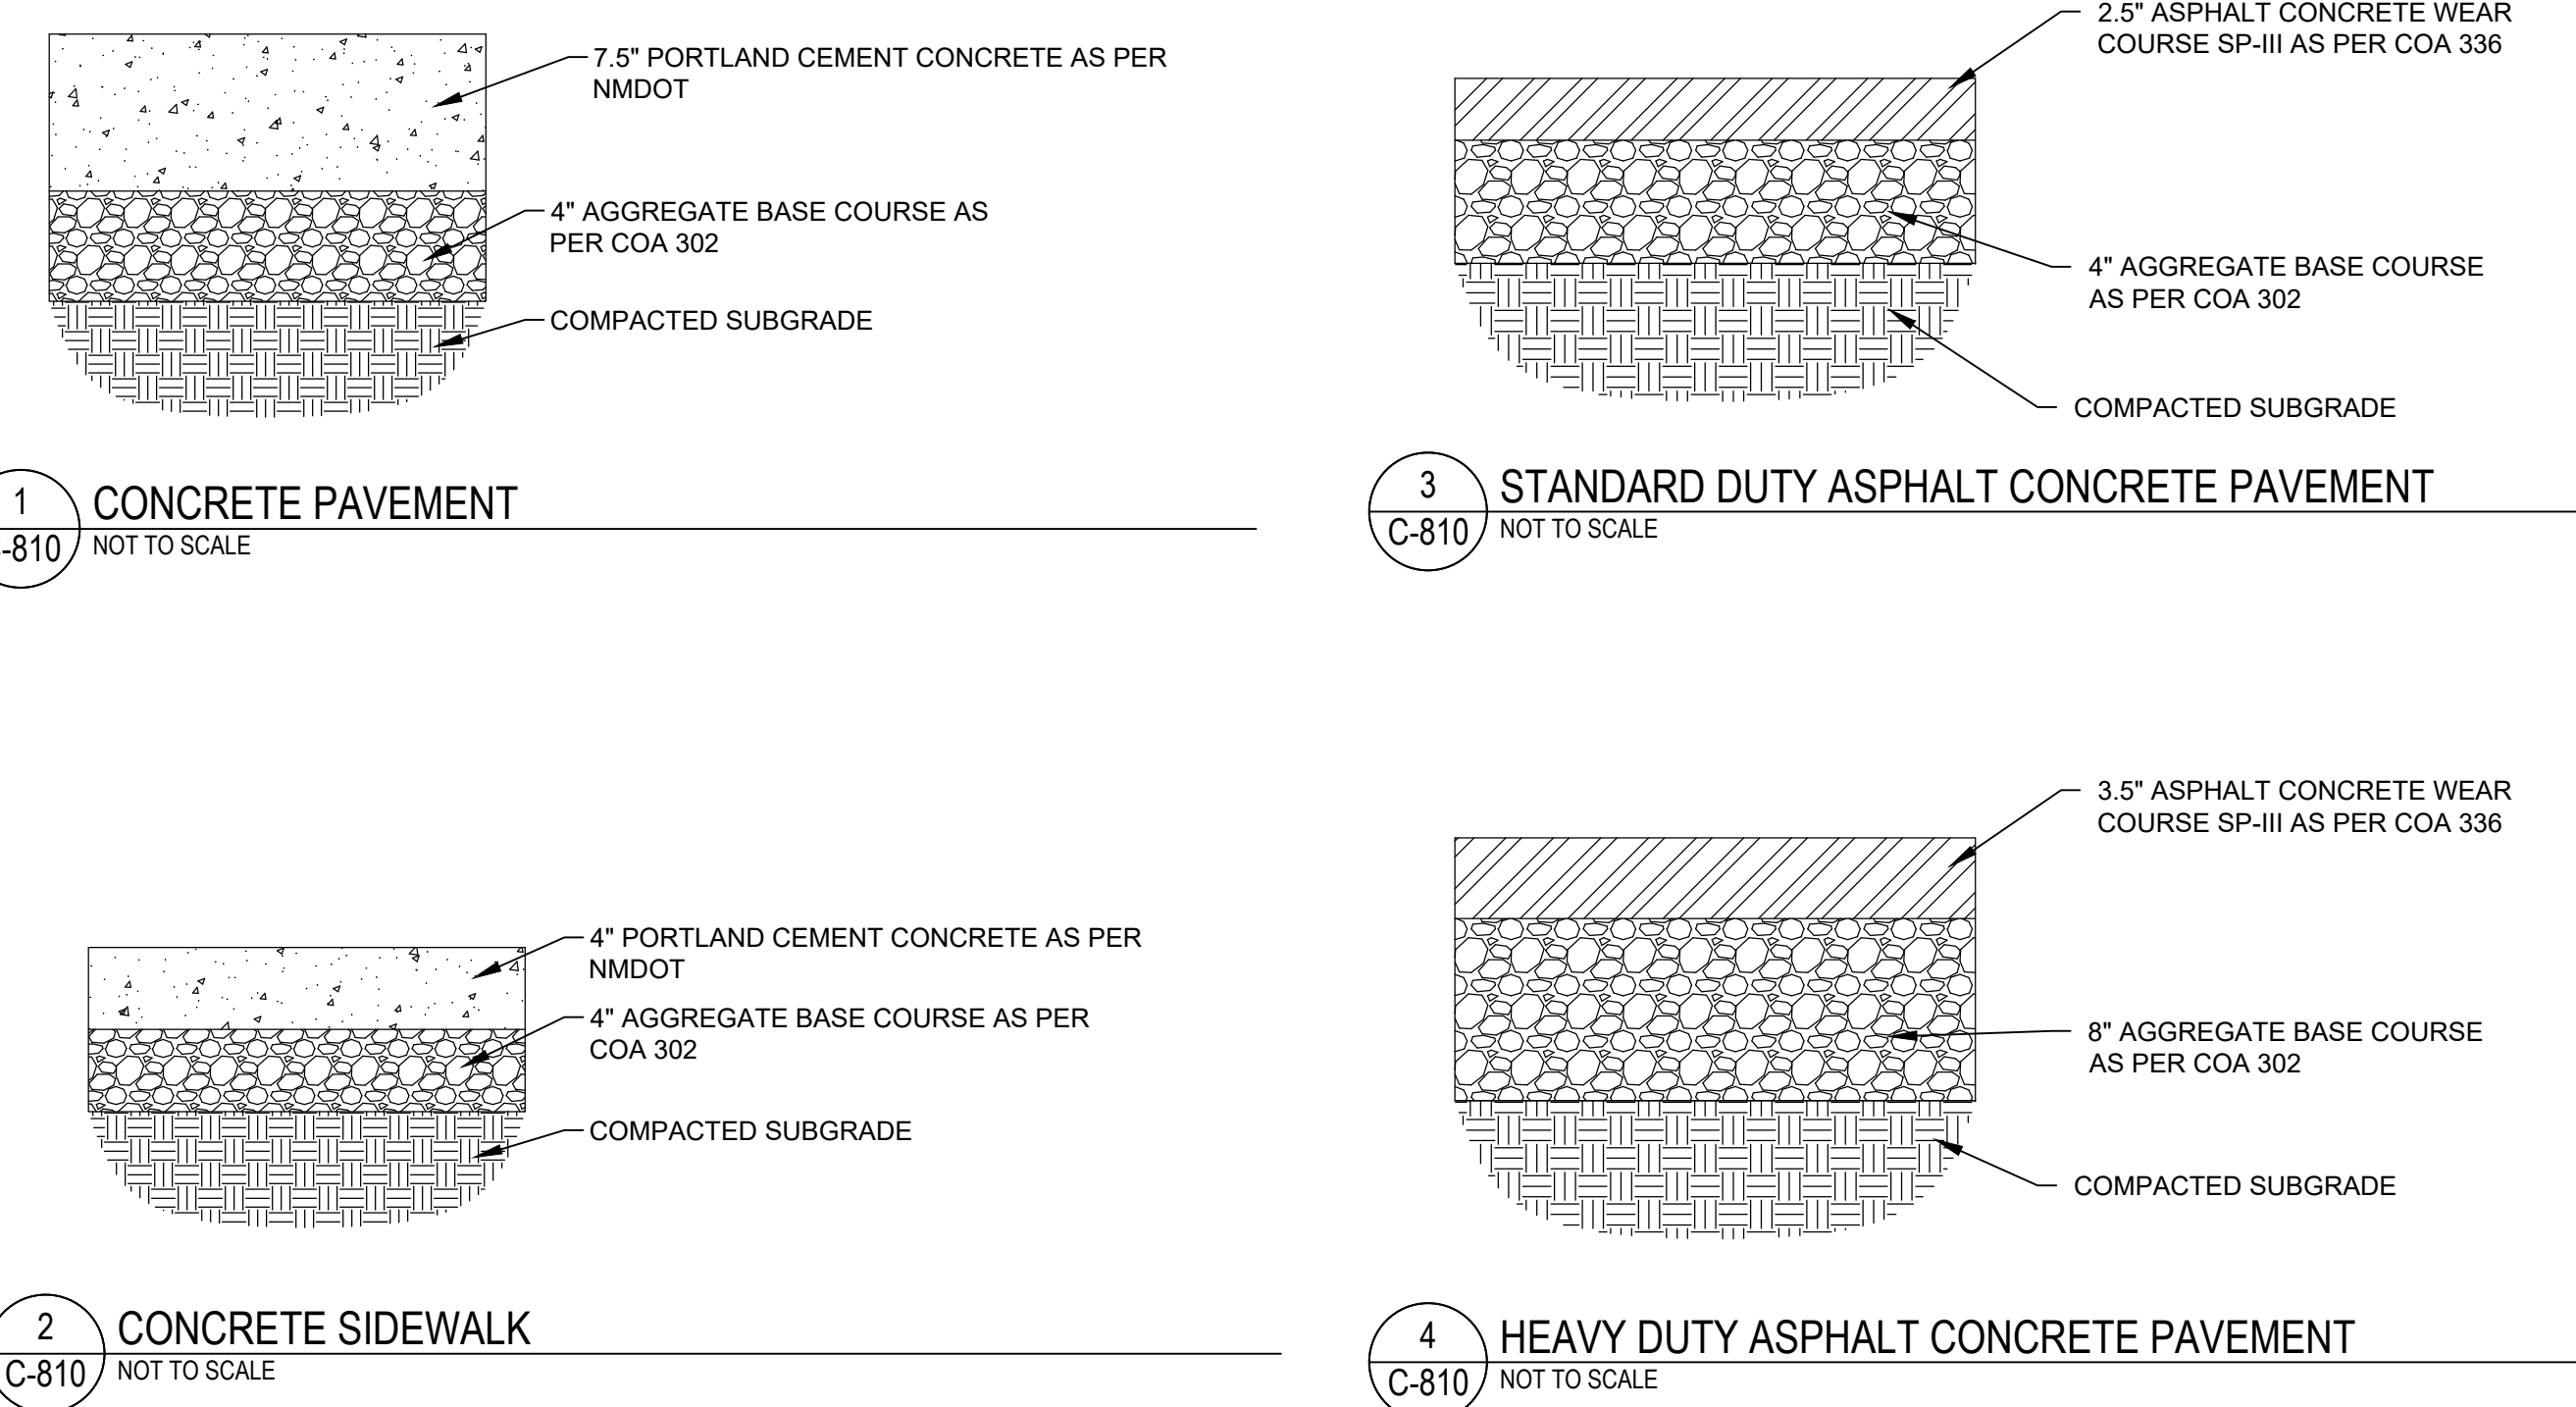 7.5" PORTLAND CEMENT CONCRETE AS PER
NMDOT
4" AGGREGATE BASE COURSE AS
PER COA 302
COMPACTED SUBGRADE
1
-810
CONCRETE PAVEMENT
NOT TO SCALE
2.5" ASPHALT CONCRETE WEAR
COURSE SP-III AS PER COA 336
4" AGGREGATE BASE COURSE
AS PER COA 302
COMPACTED SUBGRADE
3
C-810
STANDARD DUTY ASPHALT CONCRETE PAVEMENT
NOT TO SCALE
4" PORTLAND CEMENT CONCRETE AS PER
NMDOT
4" AGGREGATE BASE COURSE AS PER
COA 302
COMPACTED SUBGRADE
2
C-810
CONCRETE SIDEWALK
NOT TO SCALE
3.5" ASPHALT CONCRETE WEAR
COURSE SP-III AS PER COA 336
8" AGGREGATE BASE COURSE
AS PER COA 302
COMPACTED SUBGRADE
4
C-810
HEAVY DUTY ASPHALT CONCRETE PAVEMENT
NOT TO SCALE